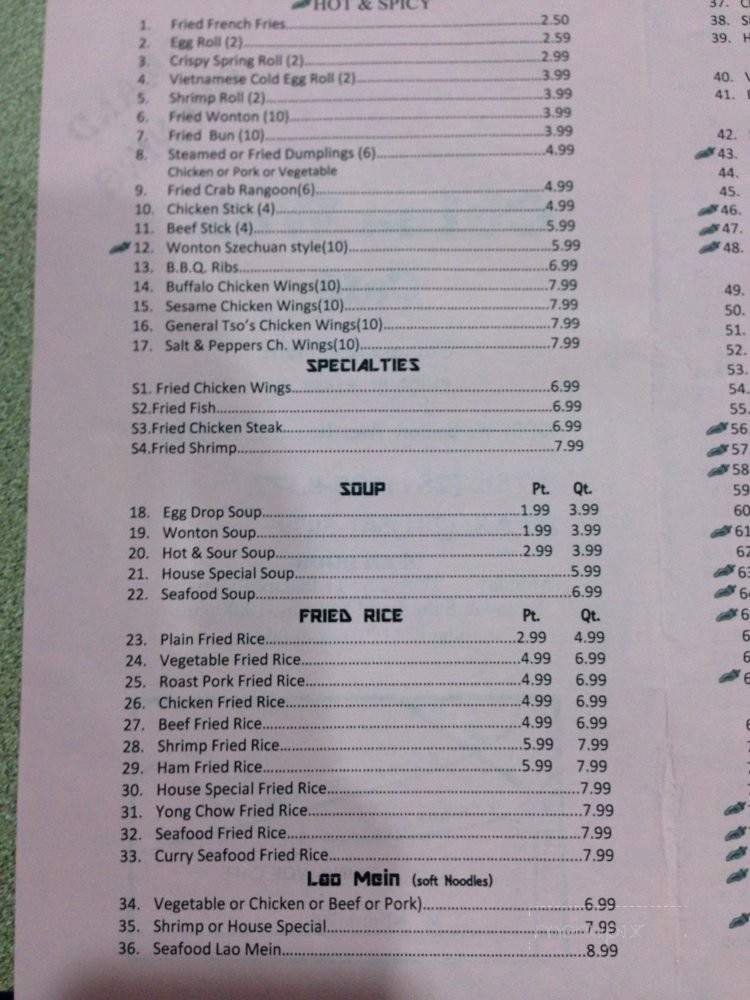 HOT & SPICY
1. Fried French Fries 2.50
2. Egg Roll (2) 2.59
3. Crispy Spring Roll (2) 2.99
4. Vietnamese Cold Egg Roll (2) 3.99
5. Shrimp Roll (2) 3.99
6. Fried Wonton (10) 3.99
7. Fried Bun (10) 3.99
8. Steamed or Fried Dumplings (6) 4.99
Chicken or Pork or Vegetable
9. Fried Crab Rangoon(6) 4.99
10. Chicken Stick (4) 4.99
11. Beef Stick (4) 5.99
12. Wonton Szechuan style(10) 5.99
13. B.B.Q. Ribs 6.99
14. Buffalo Chicken Wings(10) 7.99
15. Sesame Chicken Wings(10) 7.99
16. General Tso's Chicken Wings(10) 7.99
17. Salt & Peppers Ch. Wings(10) 7.99
SPECIALTIES
S1. Fried Chicken Wings 6.99
S2.Fried Fish 6.99
S3.Fried Chicken Steak 6.99
S4.Fried Shrimp 7.99
SOUP Pt. Qt.
18. Egg Drop Soup 1.99 3.99
19. Wonton Soup 1.99 3.99
20. Hot & Sour Soup 2.99 3.99
21. House Special Soup 5.99
22. Seafood Soup 6.99
FRIED RICE Pt. Qt.
23. Plain Fried Rice 2.99 4.99
24. Vegetable Fried Rice 4.99 6.99
25. Roast Pork Fried Rice 4.99 6.99
26. Chicken Fried Rice 4.99 6.99
27. Beef Fried Rice 4.99 6.99
28. Shrimp Fried Rice 5.99 7.99
29. Ham Fried Rice 5.99 7.99
30. House Special Fried Rice 7.99
31. Yong Chow Fried Rice 7.99
32. Seafood Fried Rice 7.99
33. Curry Seafood Fried Rice 7.99
Lao Mein (soft Noodles)
34. Vegetable or Chicken or Beef or Pork) 6.99
35. Shrimp or House Special 7.99
36. Seafood Lao Mein 8.99
37.
38. S
39. H
40. V
41.
42.
43.
44.
45.
46.
47.
48.
49.
50.
51.
52.
53.
54.
55.
56.
57.
58
59
60
61
62